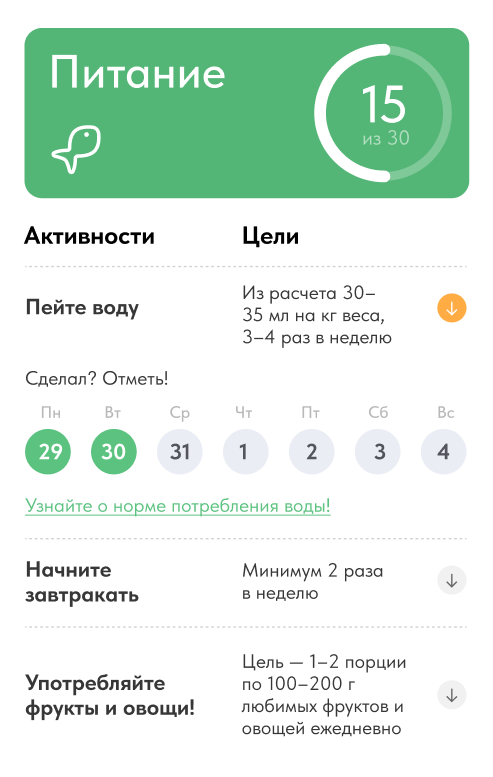 Питание
15
из 30
Активности
Цели
Пейте воду
Из расчета 30–
35 мл на кг веса,
3–4 раз в неделю
Сделал? Отметь!
Пн Вт Ср Чт Пт Сб Вс
29 30 31 1 2 3 4
Узнайте о норме потребления воды!
Начните
завтракать
Минимум 2 раза
в неделю
Употребляйте
фрукты и овощи!
Цель — 1–2 порции
по 100–200 г
любимых фруктов и
овощей ежедневно